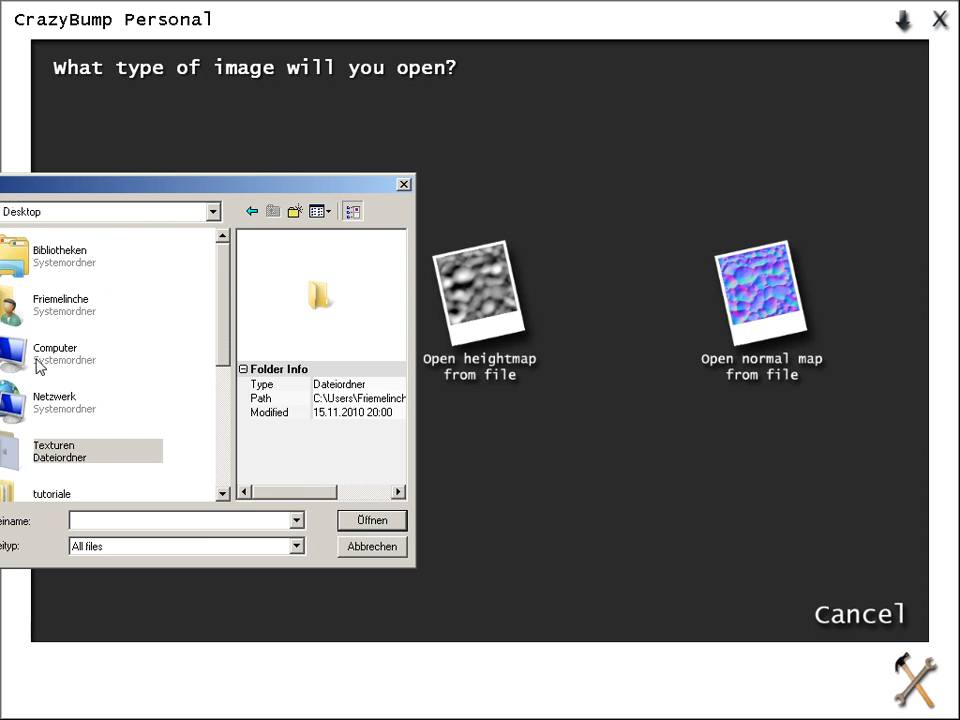 CrazyBump Personal
What type of image will you open?
Desktop
Bibliotheken
Systemordner
Friemelinche
Systemordner
Computer
Systemordner
Netzwerk
Systemordner
Texturen
Dateiordner
tutoriale
Folder Info
Type Dateiordner
Path C:\Users\Friemelinch
Modified 15.11.2010 20:00
einame:
Öffnen
eityp:
All files
Abbrechen
Open heightmap
from file
Open normal map
from file
Cancel